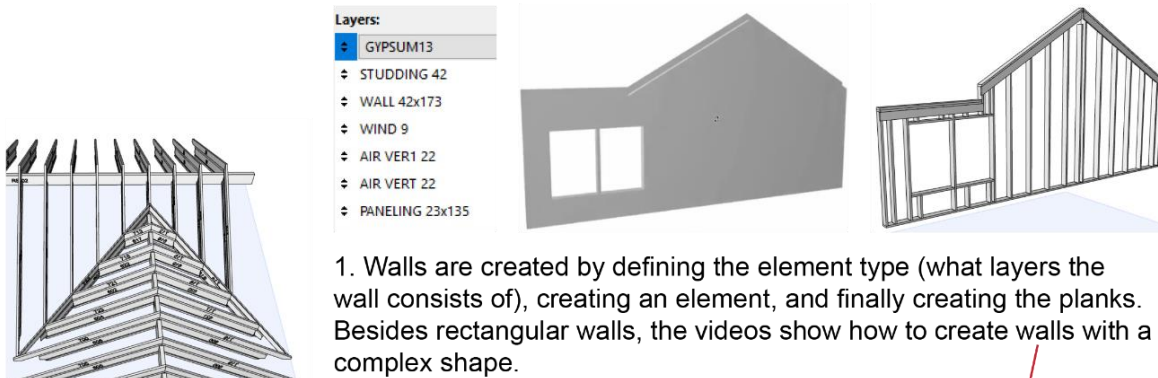 Layers:
GYPSUM13
STUDDING 42
WALL 42x173
WIND 9
AIR VER1 22
AIR VERT 22
PANELING 23x135
1. Walls are created by defining the element type (what layers the
wall consists of), creating an element, and finally creating the planks.
Besides rectangular walls, the videos show how to create walls with a
complex shape.